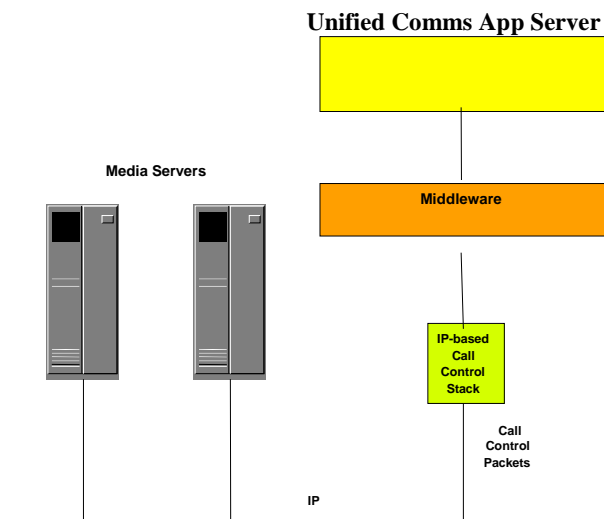 Unified Comms App Server
Media Servers
Middleware
IP-based
Call
Control
Stack
Call
Control
Packets
IP